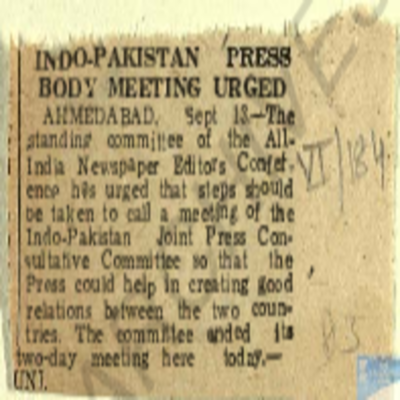 INDO-PAKISTAN PRESS
BODY MEETING URGED
AHMEDABAD, Sept 18.—The
standing committee of the All-
India Newspaper Editors Confer-
ence has urged that steps should
be taken to call a meeting of the
Indo-Pakistan Joint Press Con-
sultative Committee so that the
Press could help in creating good
relations between the two coun-
tries. The committee ended its
two-day meeting here today.—
UNI.
VI/184